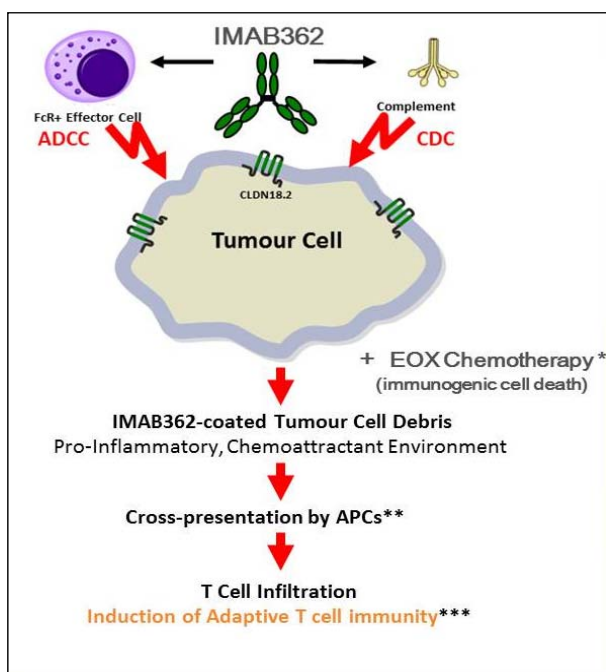 IMAB362
FcR+ Effector Cell
ADCC
Complement
CDC
CLDN18.2
Tumour Cell
+ EOX Chemotherapy *
(immunogenic cell death)
IMAB362-coated Tumour Cell Debris
Pro-Inflammatory, Chemoattractant Environment
Cross-presentation by APCs**
T Cell Infiltration
Induction of Adaptive T cell immunity***